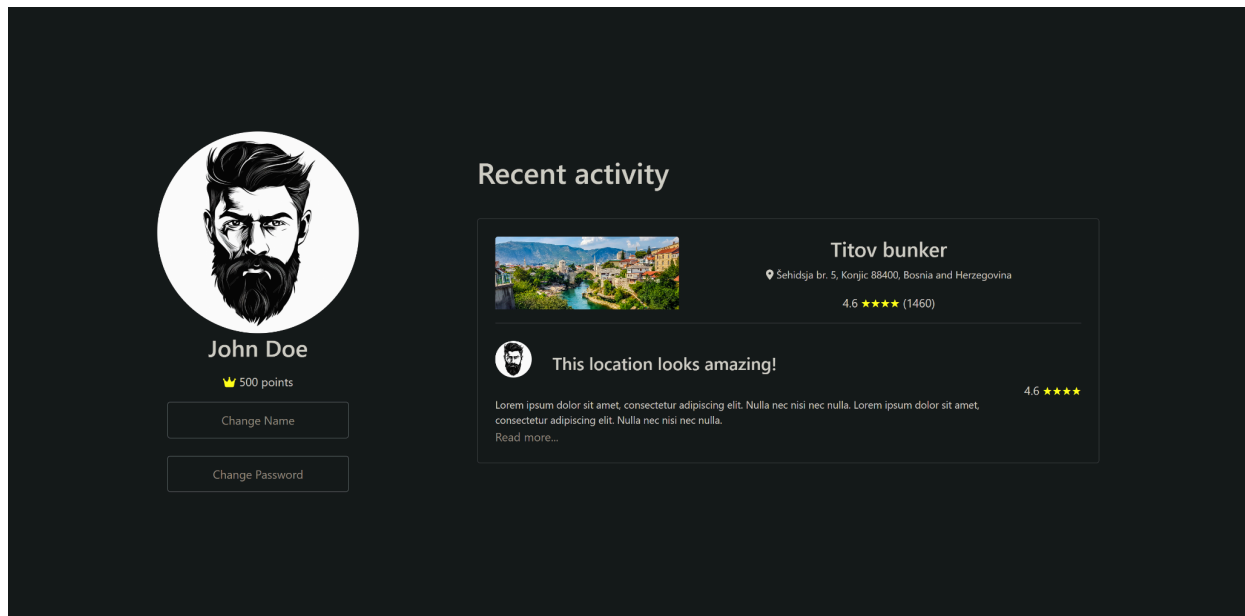 John Doe
500 points
Change Name
Change Password
Recent activity
Titov bunker
Šehidsja br. 5, Konjic 88400, Bosnia and Herzegovina
4.6 ★★★★ (1460)
This location looks amazing!
4.6 ★★★★
Lorem ipsum dolor sit amet, consectetur adipiscing elit. Nulla nec nisi nec nulla. Lorem ipsum dolor sit amet,
consectetur adipiscing elit. Nulla nec nisi nec nulla.
Read more...